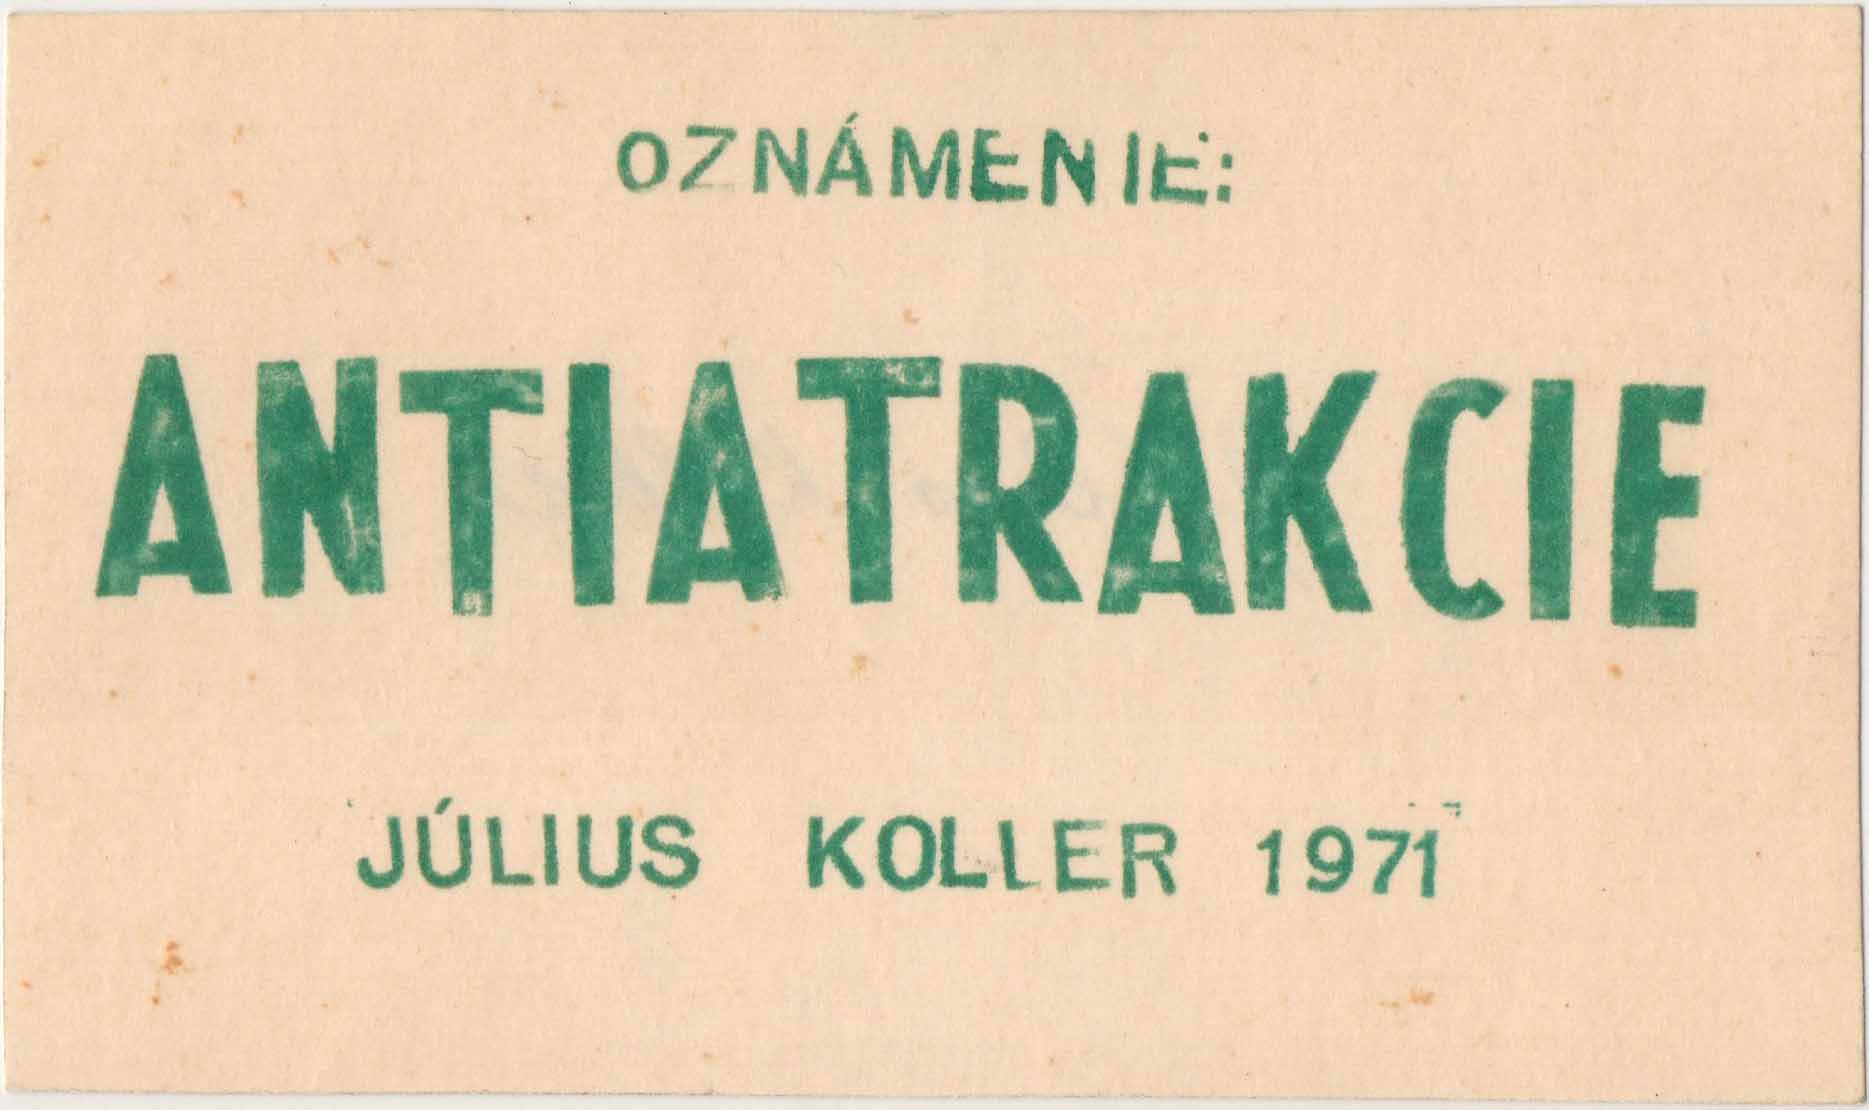 OZNÁMENIE:
ANTIATRAKCIE
JÚLIUS KOLLER 1971